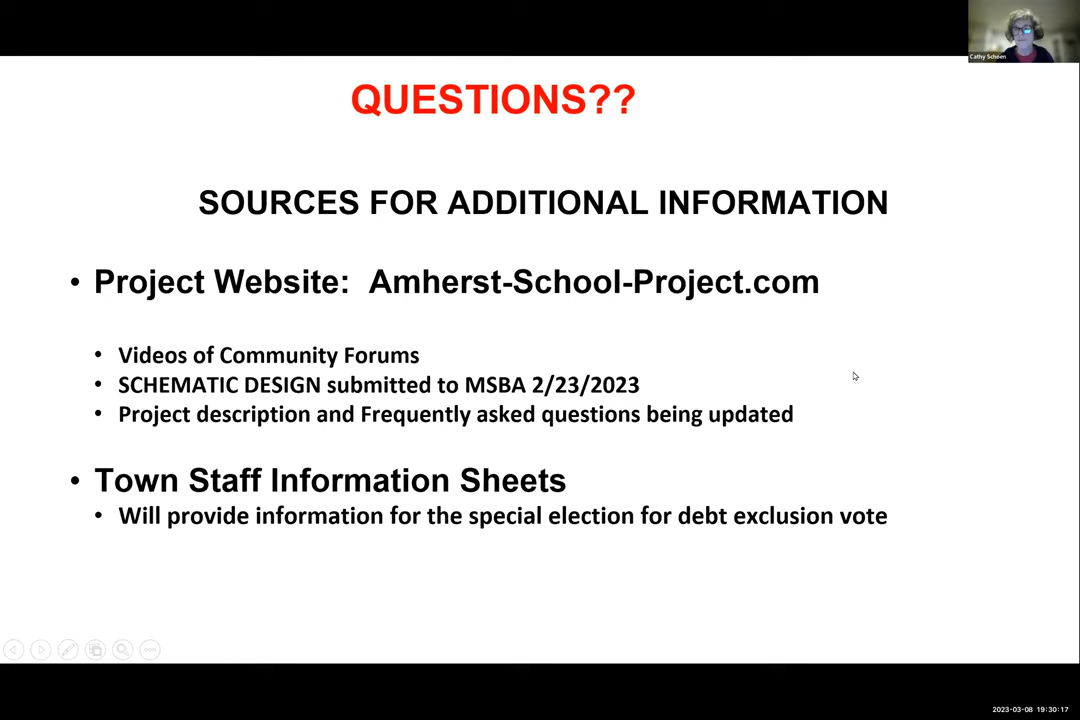 Cathy Schoen
QUESTIONS??
SOURCES FOR ADDITIONAL INFORMATION
• Project Website: Amherst-School-Project.com
• Videos of Community Forums
• SCHEMATIC DESIGN submitted to MSBA 2/23/2023
• Project description and Frequently asked questions being updated
• Town Staff Information Sheets
• Will provide information for the special election for debt exclusion vote
2023-03-08 19:30:17